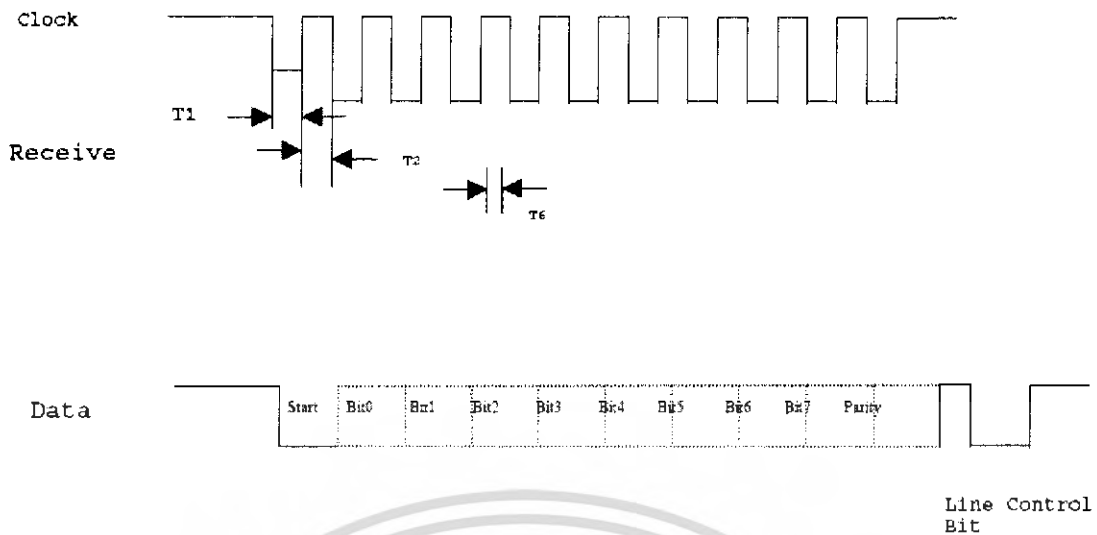 Clock
T1
Receive
T2
T6
Data
Start Bit0 Bit1 Bit2 Bit3 Bit4 Bit5 Bit6 Bit7 Parity
Line Control
Bit